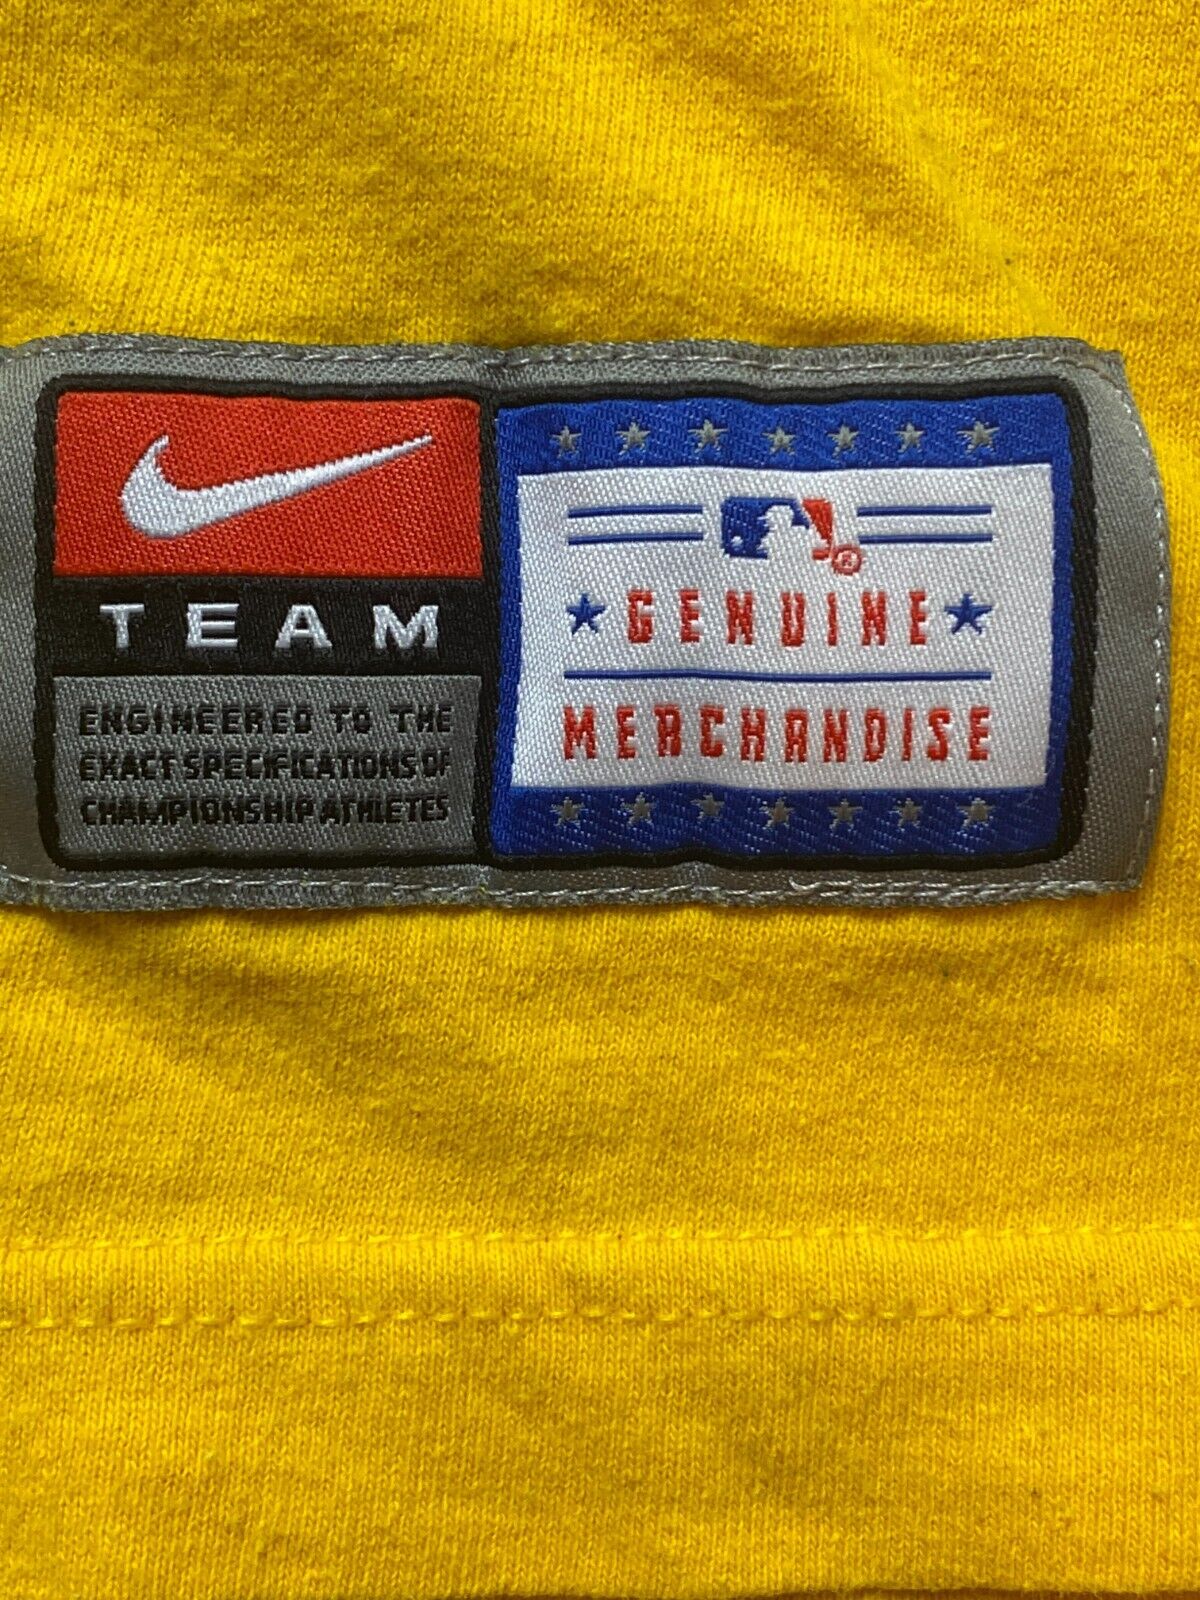 TEAM
ENGINEERED TO THE
EXACT SPECIFICATIONS OF
CHAMPIONSHIP ATHLETES
®
GENUINE
MERCHANDISE